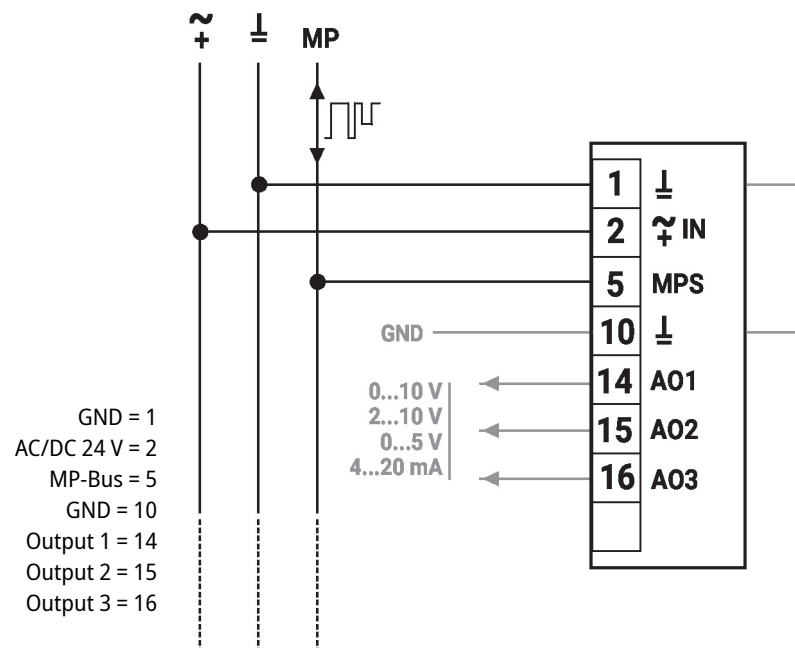 ~
+
⊥
=
MP
1 ⊥
2 ~+ IN
5 MPS
GND 10 ⊥
14 AO1
15 AO2
16 AO3
0...10 V
2...10 V
0...5 V
4...20 mA
GND = 1
AC/DC 24 V = 2
MP-Bus = 5
GND = 10
Output 1 = 14
Output 2 = 15
Output 3 = 16